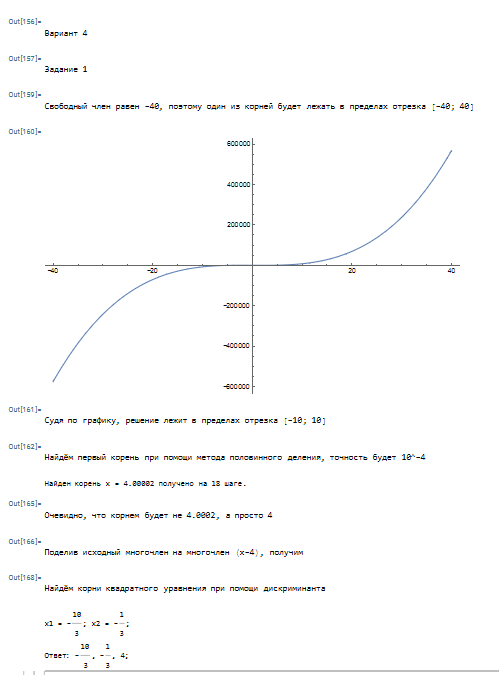 Out[156]=
Вариант 4
Out[157]=
Задание 1
Out[159]=
Свободный член равен -40, поэтому один из корней будет лежать в пределах отрезка [-40; 40]
Out[160]=
600000
400000
200000
-40 -20 20 40
-200000
-400000
-600000
Out[161]=
Судя по графику, решение лежит в пределах отрезка [-10; 10]
Out[162]=
Найдём первый корень при помощи метода половинного деления, точность будет 10^-4
Найден корень x = 4.00002 получено на 18 шаге.
Out[165]=
Очевидно, что корнем будет не 4.0002, а просто 4
Out[166]=
Поделив исходный многочлен на многочлен (x-4), получим
Out[168]=
Найдём корни квадратного уравнения при помощи дискриминанта
x1 = -10/3; x2 = -1/3;
Ответ: -10/3, -1/3, 4;